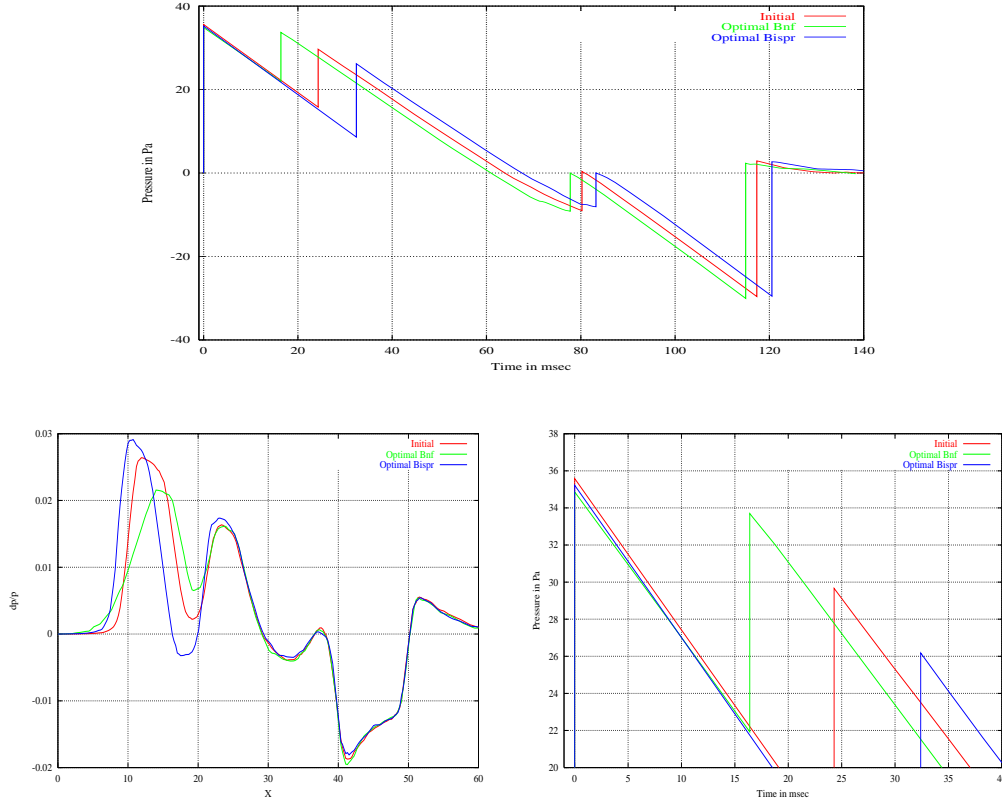 40
20
0
-20
-40
Pressure in Pa
0 20 40 60 80 100 120 140
Time in msec
Initial
Optimal Bnf
Optimal Bispr
0.03
0.02
0.01
0
-0.01
-0.02
dp/p
0 10 20 30 40 50 60
X
Initial
Optimal Bnf
Optimal Bispr
38
36
34
32
30
28
26
24
22
20
Pressure in Pa
0 5 10 15 20 25 30 35 40
Time in msec
Initial
Optimal Bnf
Optimal Bispr